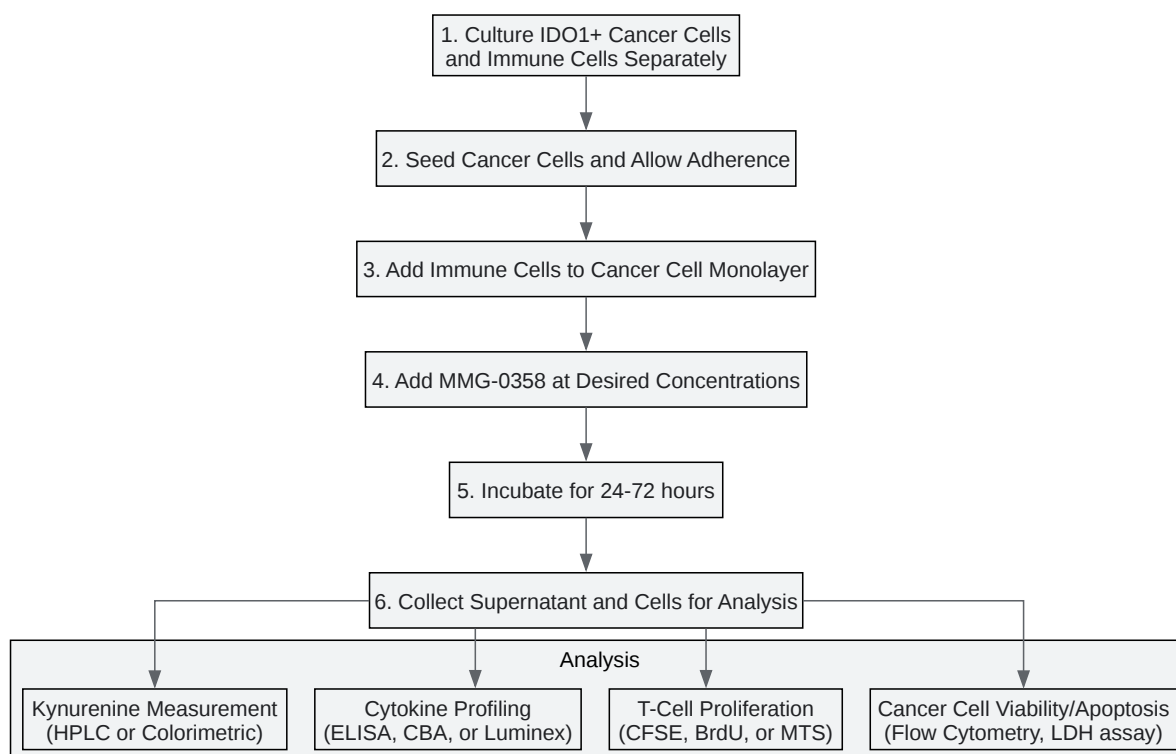 1. Culture IDO1+ Cancer Cells
and Immune Cells Separately
2. Seed Cancer Cells and Allow Adherence
3. Add Immune Cells to Cancer Cell Monolayer
4. Add MMG-0358 at Desired Concentrations
5. Incubate for 24-72 hours
6. Collect Supernatant and Cells for Analysis
Analysis
Kynurenine Measurement
(HPLC or Colorimetric)
Cytokine Profiling
(ELISA, CBA, or Luminex)
T-Cell Proliferation
(CFSE, BrdU, or MTS)
Cancer Cell Viability/Apoptosis
(Flow Cytometry, LDH assay)